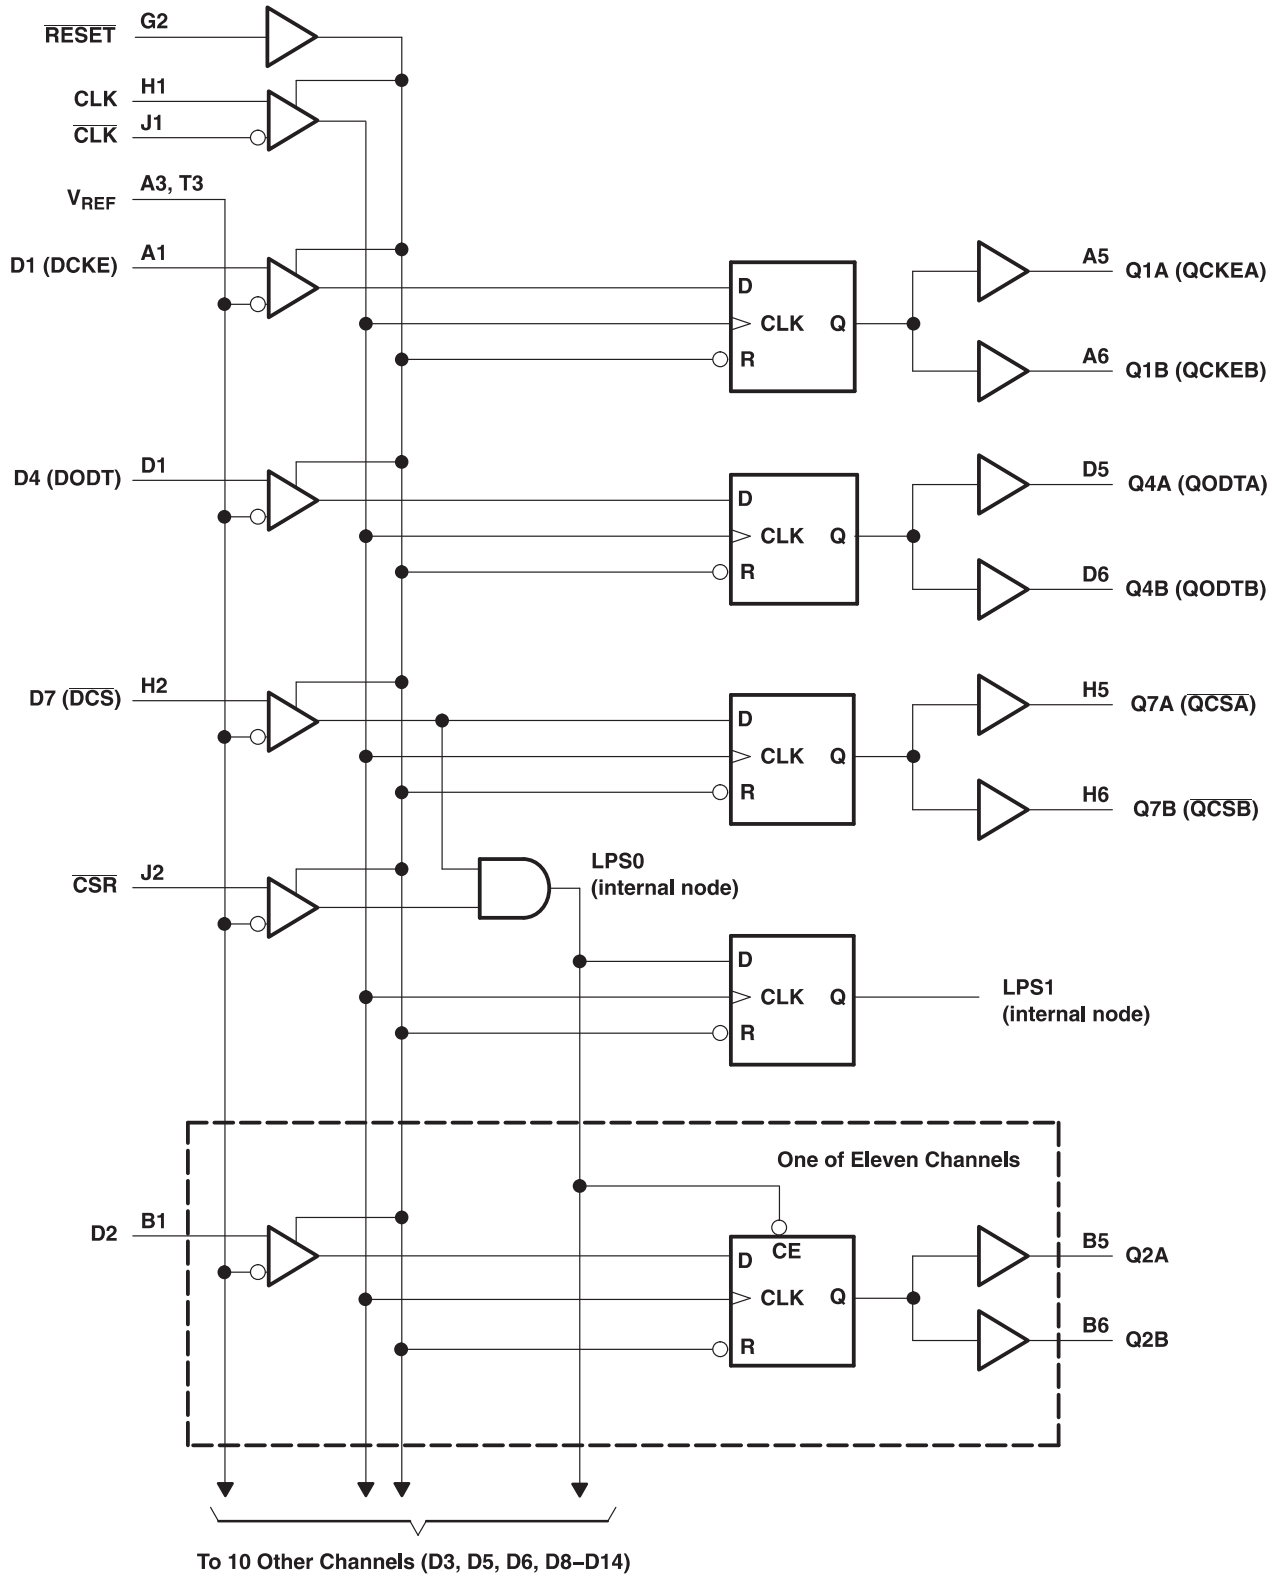 RESET G2
CLK H1
CLK J1
VREF A3, T3
D1 (DCKE) A1
D CLK Q R
A5 Q1A (QCKEA)
A6 Q1B (QCKEB)
D4 (DODT) D1
D CLK Q R
D5 Q4A (QODTA)
D6 Q4B (QODTB)
D7 (DCS) H2
D CLK Q R
H5 Q7A (QCSA)
H6 Q7B (QCSB)
CSR J2
LPS0
(internal node)
D CLK Q R
LPS1
(internal node)
One of Eleven Channels
D2 B1
CE
D CLK Q R
B5 Q2A
B6 Q2B
To 10 Other Channels (D3, D5, D6, D8–D14)